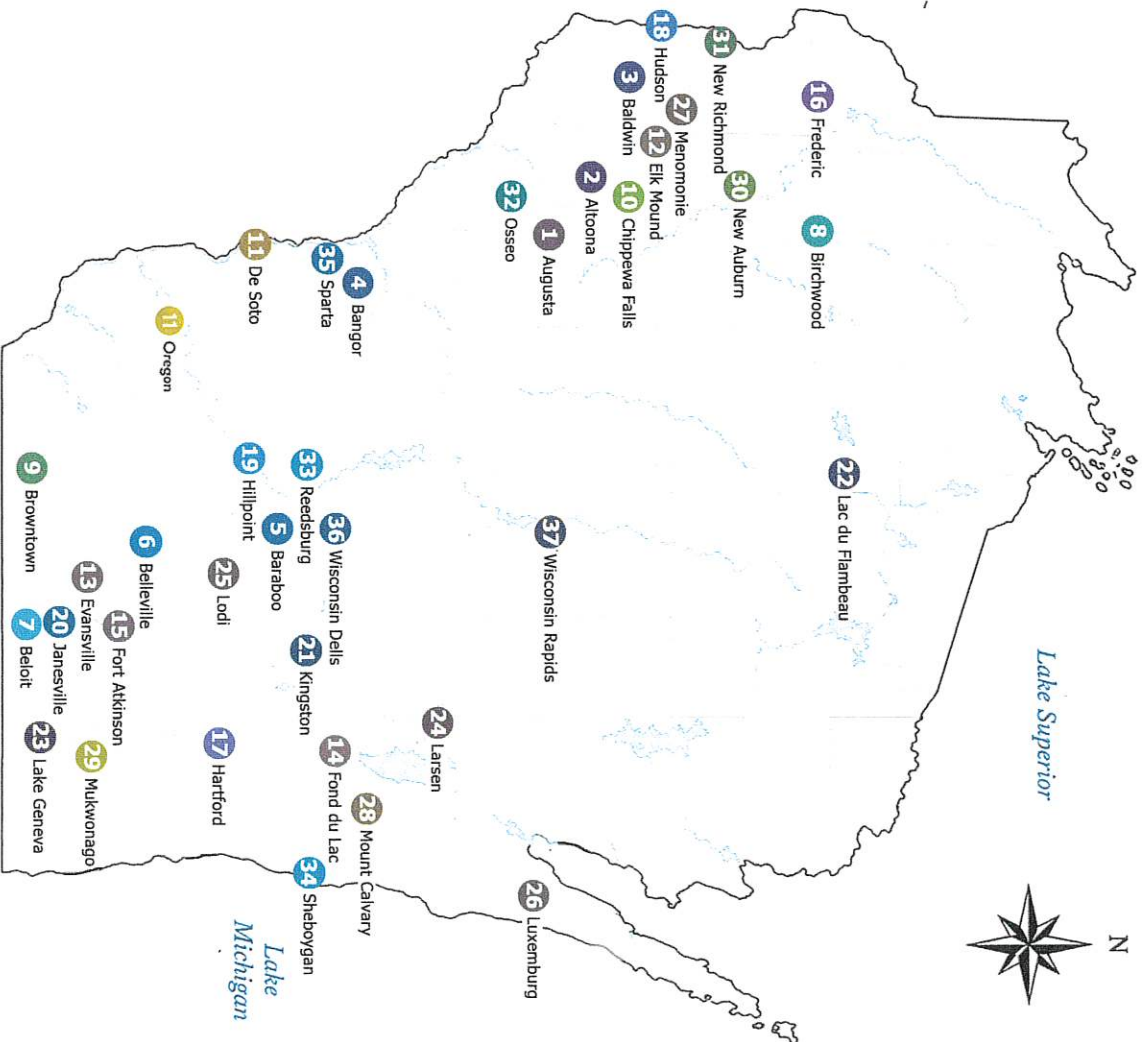 N
Lake Superior
22 Lac du Flambeau
16 Frederic
8 Birchwood
30 New Auburn
31 New Richmond
27 Menomonie
18 Hudson
12 Elk Mound
3 Baldwin
10 Chippewa Falls
2 Altoona
1 Augusta
37 Wisconsin Rapids
26 Luxemburg
32 Osseo
24 Larsen
28 Mount Calvary
4 Bangor
36 Wisconsin Dells
14 Fond du Lac
35 Sparta
33 Reedsburg
21 Kingston
34 Sheboygan
5 Baraboo
Lake
Michigan
11 De Soto
19 Hillpoint
25 Lodi
17 Hartford
11 Oregon
6 Belleville
15 Fort Atkinson
13 Evansville
29 Mukwonago
20 Janesville
23 Lake Geneva
9 Browntown
7 Beloit